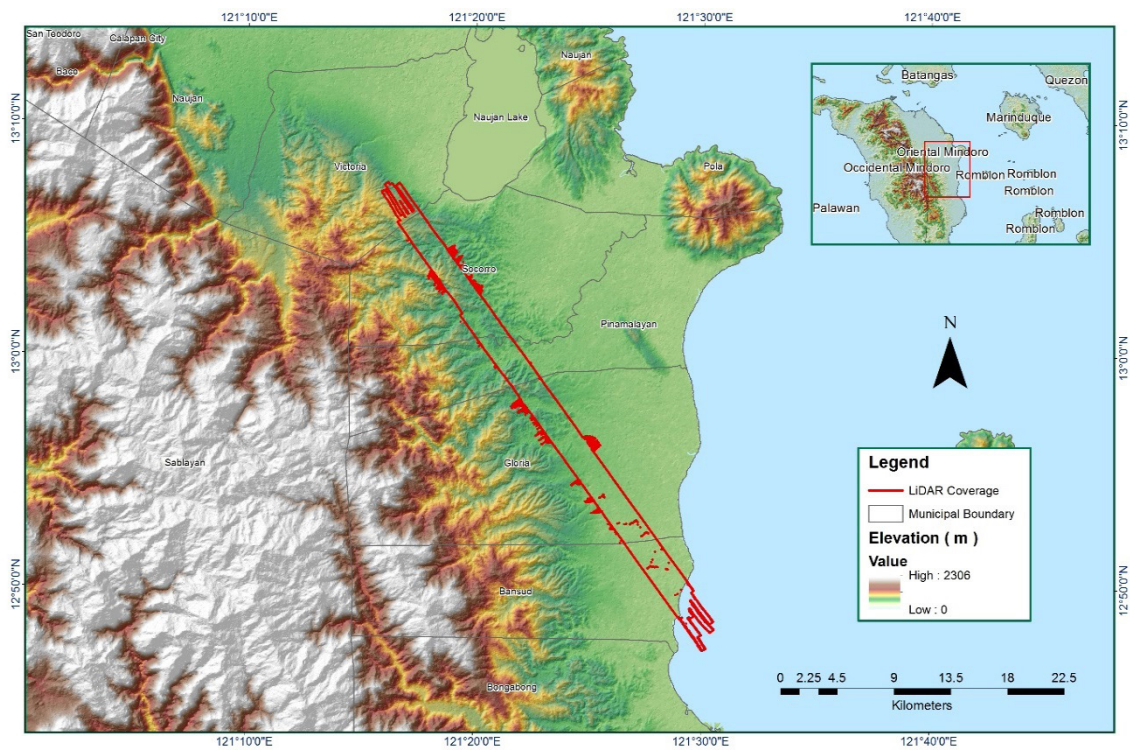 121°10'0"E
121°20'0"E
121°30'0"E
121°40'0"E
San Teodoro
Calapan City
Baco
Naujan
Naujan
Naujan Lake
Victoria
Pola
Socorro
Pinamalayan
Sablayan
Gloria
Bansud
Bongabong
13°10'0"N
13°0'0"N
12°50'0"N
13°10'0"N
13°0'0"N
12°50'0"N
Batangas
Quezon
Marinduque
Oriental Mindoro
Occidental Mindoro
Romblon
Romblon
Romblon
Palawan
Romblon
Romblon
N
Legend
LiDAR Coverage
Municipal Boundary
Elevation ( m )
Value
High : 2306
Low : 0
0 2.25 4.5 9 13.5 18 22.5
Kilometers
121°10'0"E
121°20'0"E
121°30'0"E
121°40'0"E